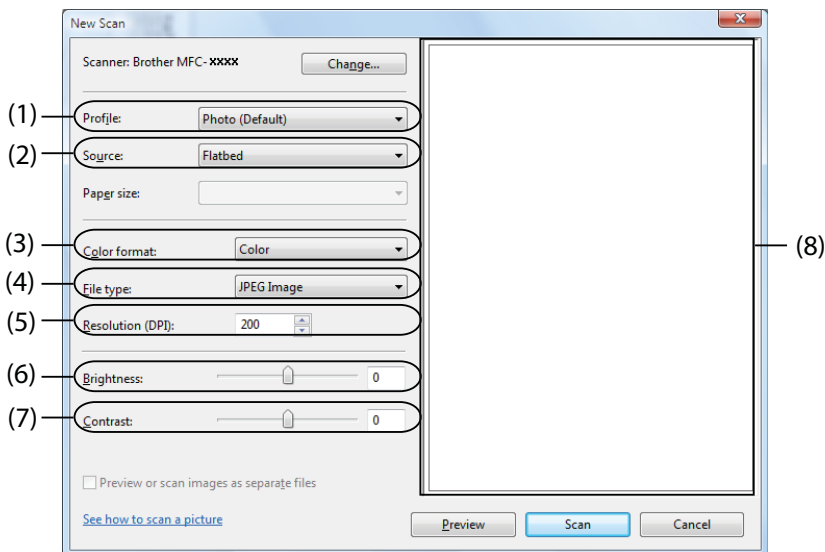 New Scan
Scanner: Brother MFC- XXXX Change...
(1) Profile: Photo (Default)
(2) Source: Flatbed
Paper size:
(3) Color format: Color
(4) File type: JPEG Image
(5) Resolution (DPI): 200
(6) Brightness: 0
(7) Contrast: 0
(8)
Preview or scan images as separate files
See how to scan a picture
Preview Scan Cancel